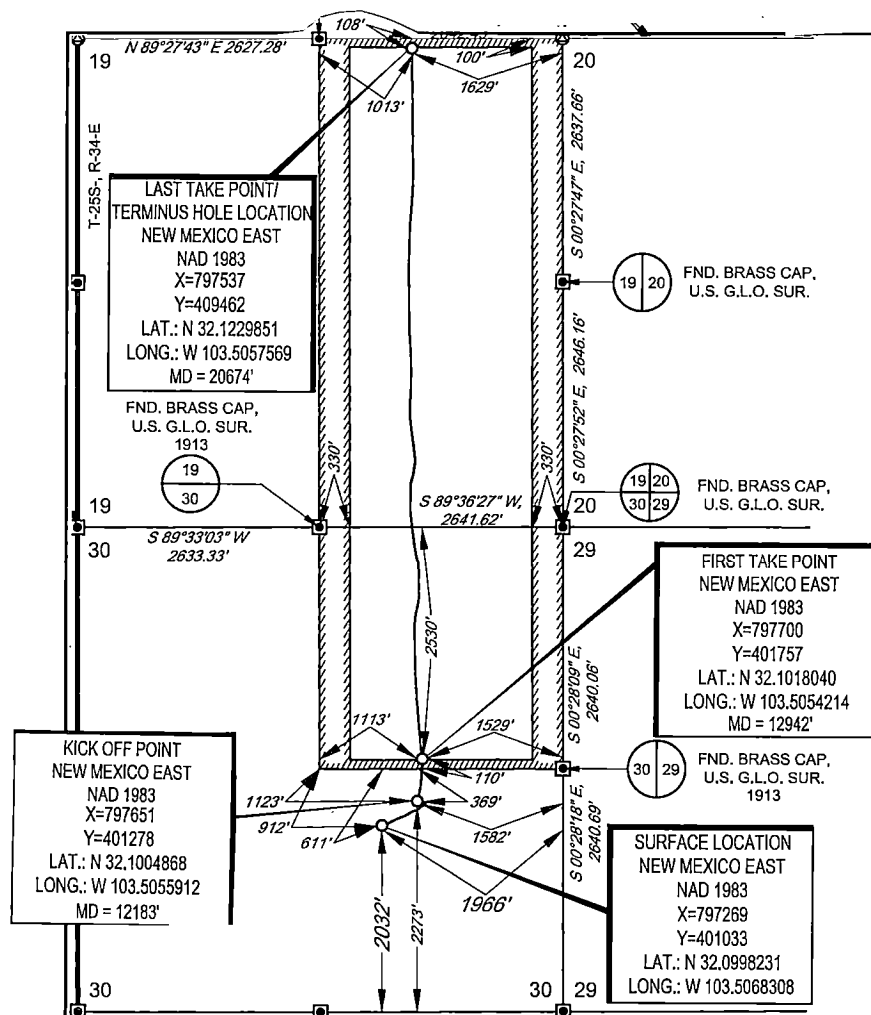 108'
N 89°27'43" E 2627.28'
19
20
100'
1629'
1013'
T-25S-, R-34-E
S 00°27'47" E, 2637.66'
LAST TAKE POINT/
TERMINUS HOLE LOCATION
NEW MEXICO EAST
NAD 1983
X=797537
Y=409462
LAT.: N 32.1229851
LONG.: W 103.5057569
MD = 20674'
19 20
FND. BRASS CAP,
U.S. G.L.O. SUR.
S 00°27'52" E, 2646.16'
FND. BRASS CAP,
U.S. G.L.O. SUR.
1913
19
30
330'
330'
19 20
30 29
FND. BRASS CAP,
U.S. G.L.O. SUR.
19
S 89°36'27" W,
2641.62'
20
30
S 89°33'03" W
2633.33'
29
2530'
FIRST TAKE POINT
NEW MEXICO EAST
NAD 1983
X=797700
Y=401757
LAT.: N 32.1018040
LONG.: W 103.5054214
MD = 12942'
S 00°28'09" E,
2640.06'
1113'
1529'
KICK OFF POINT
NEW MEXICO EAST
NAD 1983
X=797651
Y=401278
LAT.: N 32.1004868
LONG.: W 103.5055912
MD = 12183'
30 29
FND. BRASS CAP,
U.S. G.L.O. SUR.
1913
110'
1123'
369'
912'
611'
1582'
S 00°28'18" E,
2640.69'
1966'
2032'
2273'
SURFACE LOCATION
NEW MEXICO EAST
NAD 1983
X=797269
Y=401033
LAT.: N 32.0998231
LONG.: W 103.5068308
30
30
29